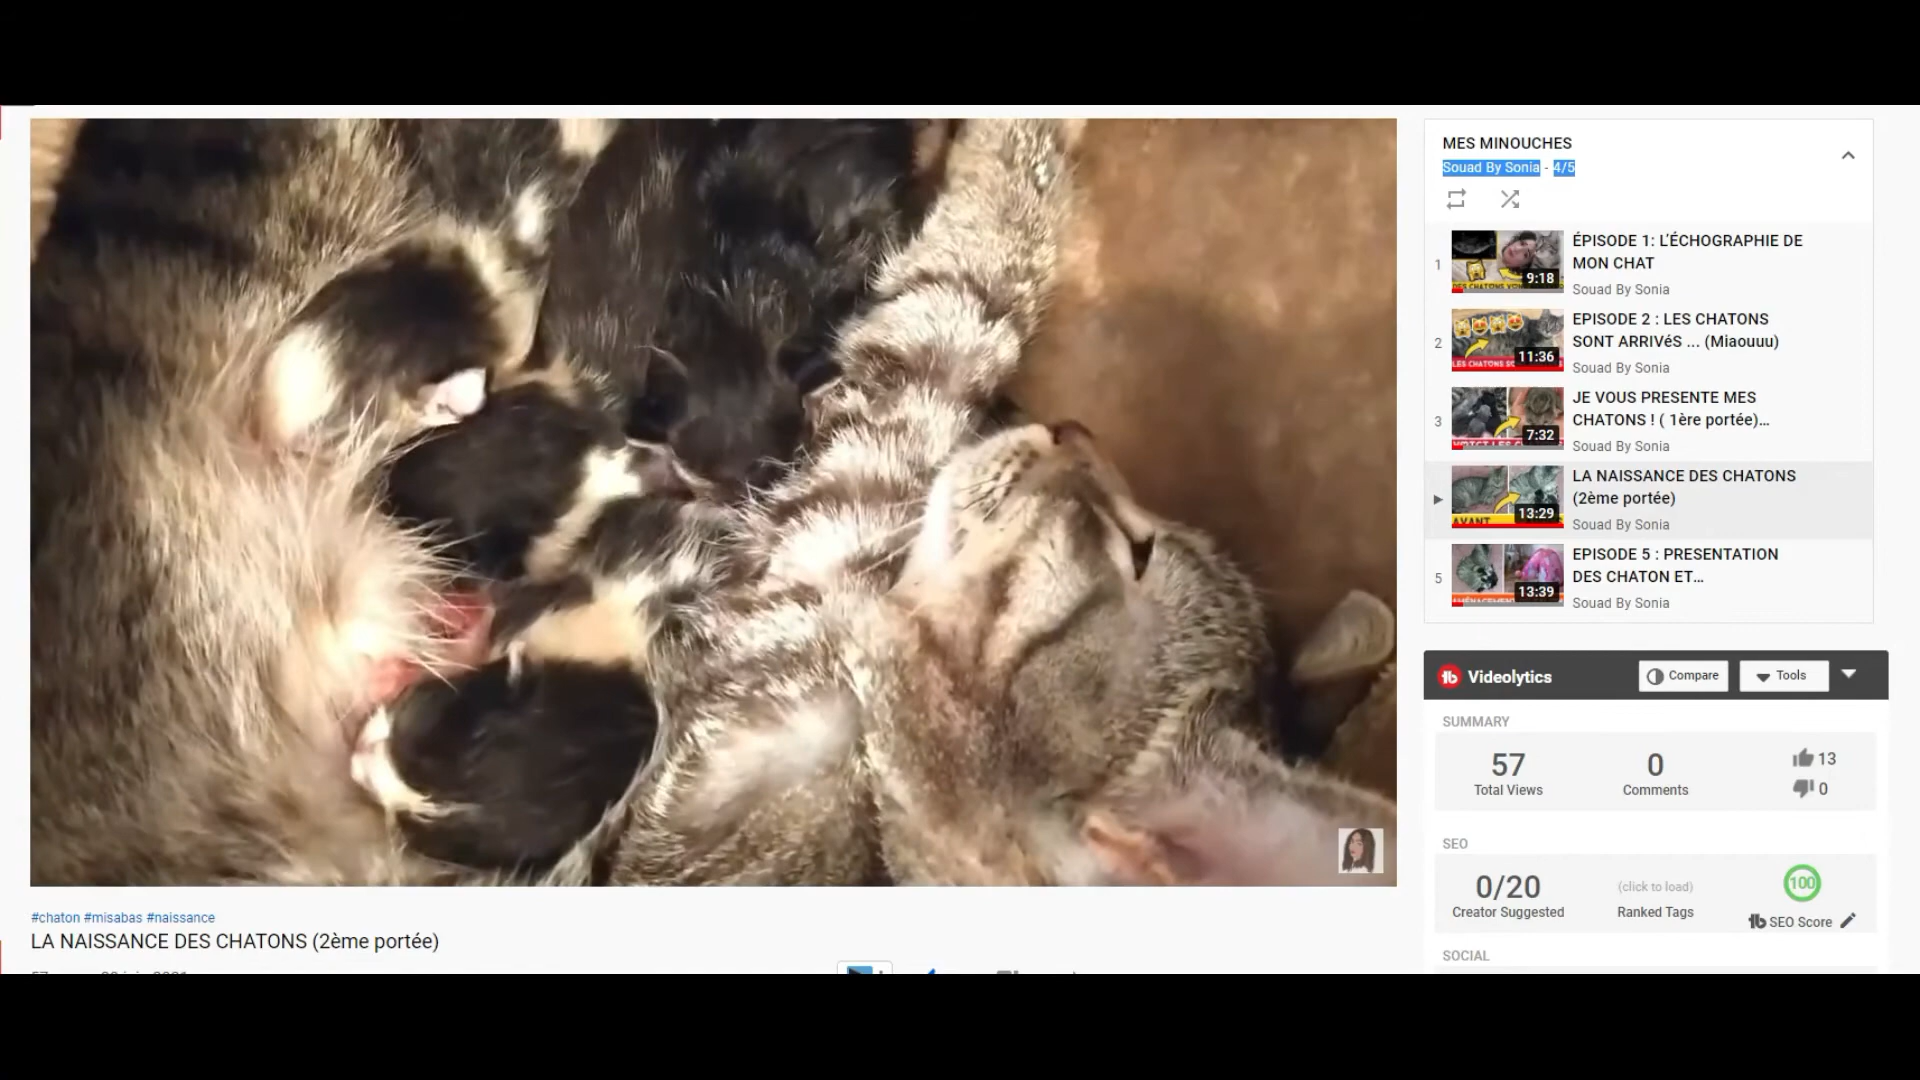 MES MINOUCHES
Souad By Sonia - 4/5
1
9:18
ÉPISODE 1: L'ÉCHOGRAPHIE DE
MON CHAT
Souad By Sonia
2
11:36
EPISODE 2 : LES CHATONS
SONT ARRIVéS ... (Miaouuu)
Souad By Sonia
3
7:32
JE VOUS PRESENTE MES
CHATONS ! ( 1ère portée)...
Souad By Sonia
AVANT
13:29
LA NAISSANCE DES CHATONS
(2ème portée)
Souad By Sonia
5
13:39
EPISODE 5 : PRESENTATION
DES CHATON ET...
Souad By Sonia
tb Videolytics
Compare
Tools
SUMMARY
57
Total Views
0
Comments
13
0
SEO
0/20
Creator Suggested
(click to load)
Ranked Tags
100
tb SEO Score
SOCIAL
#chaton #misabas #naissance
LA NAISSANCE DES CHATONS (2ème portée)